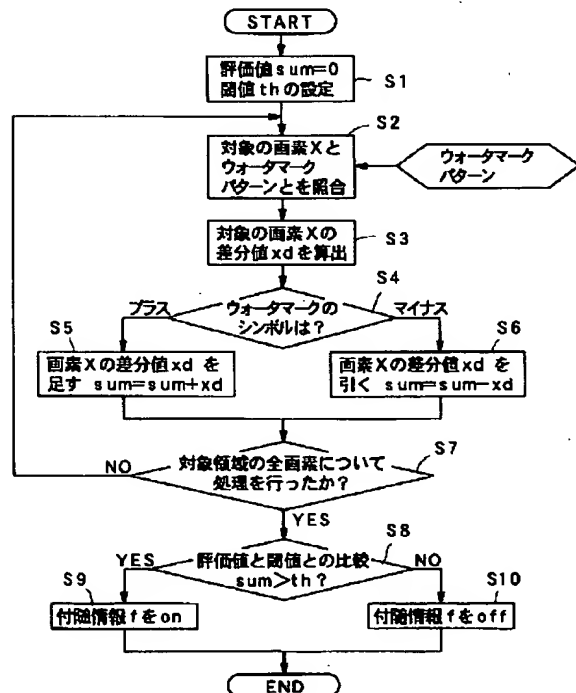 START
評価値sum=0
閾値thの設定
S1
S2
対象の画素Xと
ウォータマーク
パターンとを照合
ウォータマーク
パターン
対象の画素Xの
差分値xdを算出
S3
S4
ウォータマークの
シンボルは?
プラス
マイナス
S5
画素Xの差分値xd を
足す sum=sum+xd
S6
画素Xの差分値xd を
引く sum=sum-xd
S7
対象領域の全画素について
処理を行ったか?
NO
YES
S8
評価値と閾値との比較
sum>th?
YES
NO
S9
付随情報fをon
S10
付随情報fをoff
END